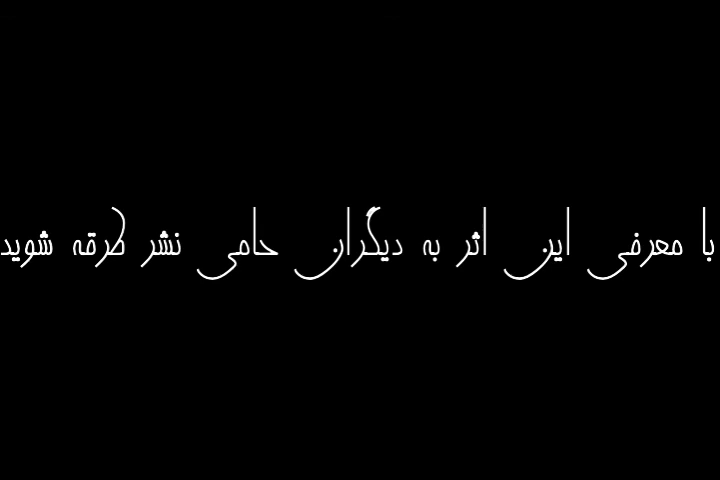 با معرفی این اثر به دیگران حامی نشر طرقه شوید